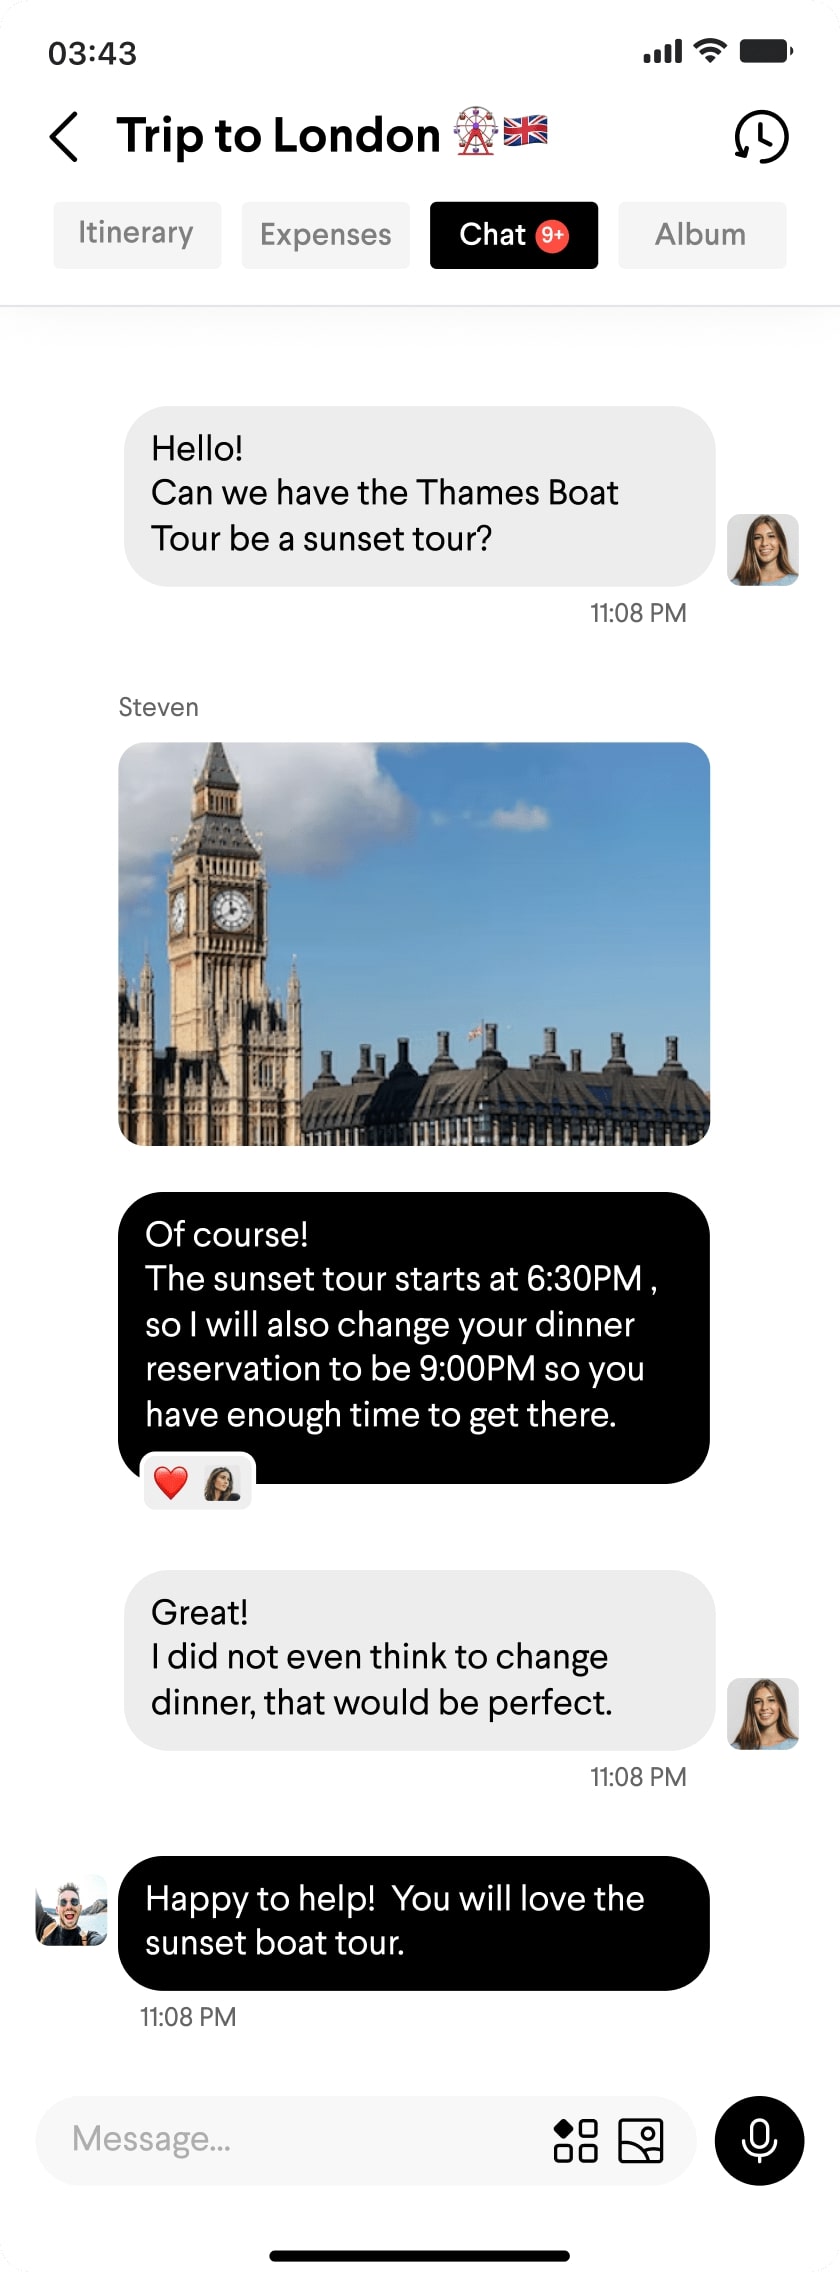 03:43
Trip to London 🎡🇬🇧
Itinerary
Expenses
Chat 9+
Album
Hello!
Can we have the Thames Boat
Tour be a sunset tour?
11:08 PM
Steven
Of course!
The sunset tour starts at 6:30PM ,
so I will also change your dinner
reservation to be 9:00PM so you
have enough time to get there.
❤️
Great!
I did not even think to change
dinner, that would be perfect.
11:08 PM
Happy to help!  You will love the
sunset boat tour.
11:08 PM
Message...